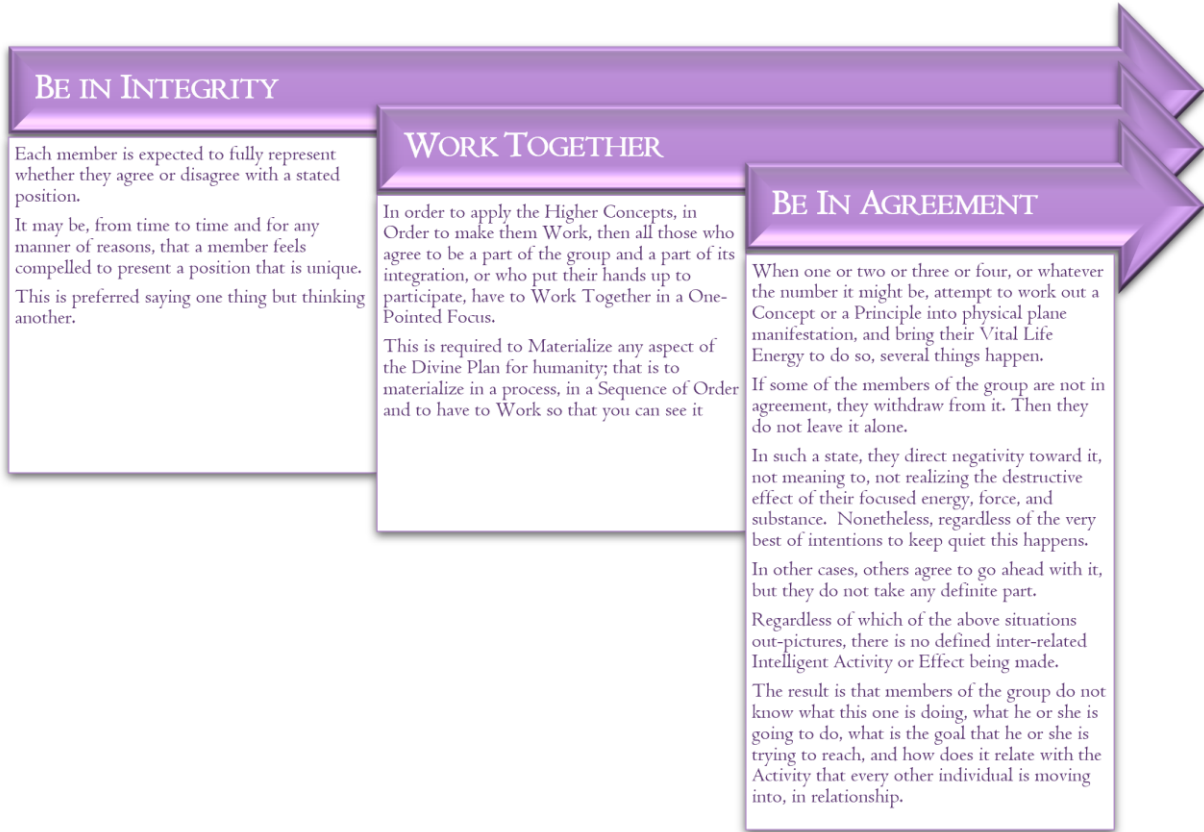 BE IN INTEGRITY
Each member is expected to fully represent
whether they agree or disagree with a stated
position.
It may be, from time to time and for any
manner of reasons, that a member feels
compelled to present a position that is unique.
This is preferred saying one thing but thinking
another.
WORK TOGETHER
In order to apply the Higher Concepts, in
Order to make them Work, then all those who
agree to be a part of the group and a part of its
integration, or who put their hands up to
participate, have to Work Together in a One-
Pointed Focus.
This is required to Materialize any aspect of
the Divine Plan for humanity; that is to
materialize in a process, in a Sequence of Order
and to have to Work so that you can see it
BE IN AGREEMENT
When one or two or three or four, or whatever
the number it might be, attempt to work out a
Concept or a Principle into physical plane
manifestation, and bring their Vital Life
Energy to do so, several things happen.
If some of the members of the group are not in
agreement, they withdraw from it. Then they
do not leave it alone.
In such a state, they direct negativity toward it,
not meaning to, not realizing the destructive
effect of their focused energy, force, and
substance.  Nonetheless, regardless of the very
best of intentions to keep quiet this happens.
In other cases, others agree to go ahead with it,
but they do not take any definite part.
Regardless of which of the above situations
out-pictures, there is no defined inter-related
Intelligent Activity or Effect being made.
The result is that members of the group do not
know what this one is doing, what he or she is
going to do, what is the goal that he or she is
trying to reach, and how does it relate with the
Activity that every other individual is moving
into, in relationship.